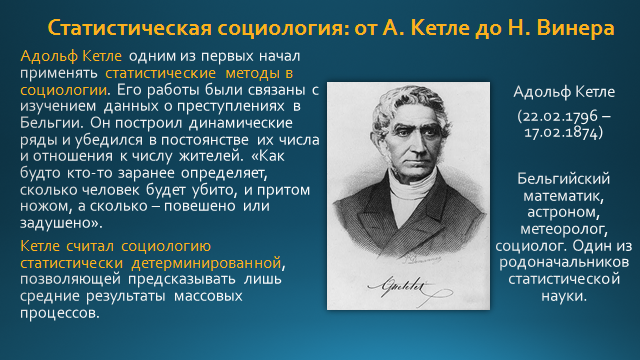 Статистическая социология: от А. Кетле до Н. Винера
Адольф Кетле одним из первых начал
применять статистические методы в
социологии. Его работы были связаны с
изучением данных о преступлениях в
Бельгии. Он построил динамические
ряды и убедился в постоянстве их числа
и отношения к числу жителей. «Как
будто кто-то заранее определяет,
сколько человек будет убито, и притом
ножом, а сколько – повешено или
задушено».
Кетле считал социологию
статистически детерминированной,
позволяющей предсказывать лишь
средние результаты массовых
процессов.
Quetelet
Адольф Кетле
(22.02.1796 –
17.02.1874)
Бельгийский
математик,
астроном,
метеоролог,
социолог. Один из
родоначальников
статистической
науки.